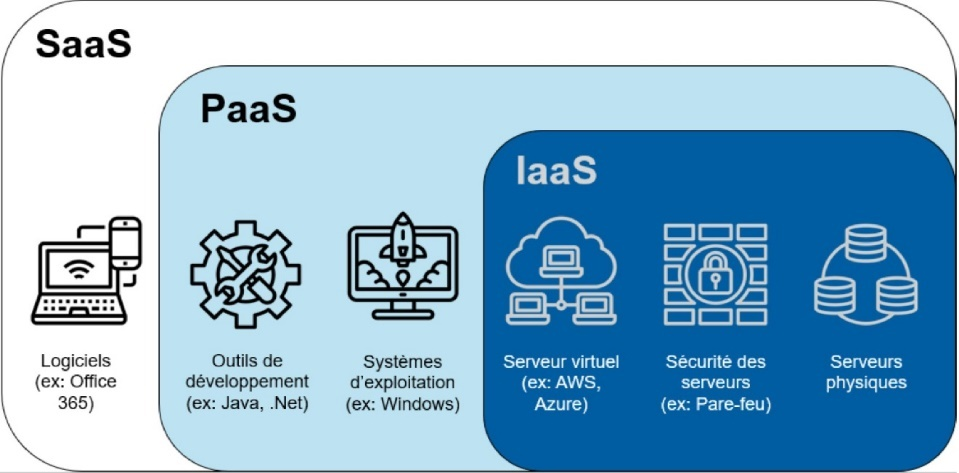 SaaS
PaaS
IaaS
Logiciels
(ex: Office
365)
Outils de
développement
(ex: Java, .Net)
Systèmes
d'exploitation
(ex: Windows)
Serveur virtuel
(ex: AWS,
Azure)
Sécurité des
serveurs
(ex: Pare-feu)
Serveurs
physiques